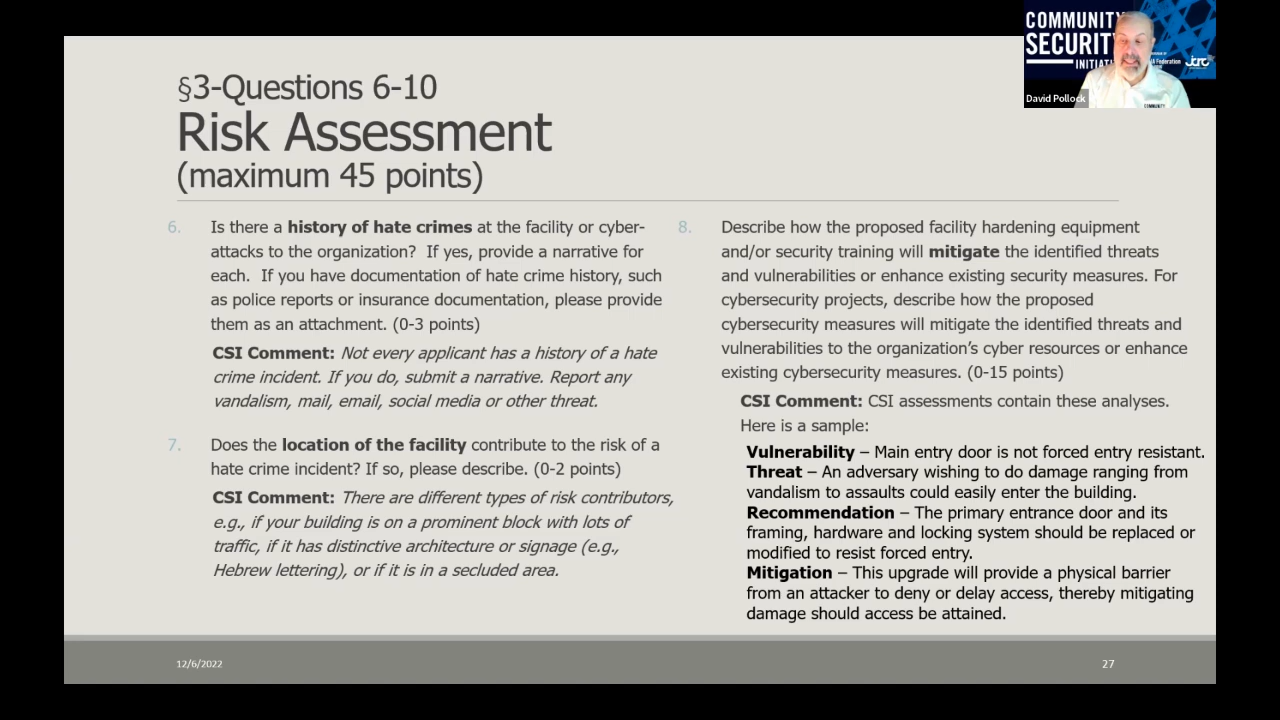 COMMUNITY
SECURITY
INITIATI
Federation
jcrc
David Pollock
COMMUNITY
§3-Questions 6-10
Risk Assessment
(maximum 45 points)
6. Is there a history of hate crimes at the facility or cyber-
attacks to the organization? If yes, provide a narrative for
each. If you have documentation of hate crime history, such
as police reports or insurance documentation, please provide
them as an attachment. (0-3 points)
CSI Comment: Not every applicant has a history of a hate
crime incident. If you do, submit a narrative. Report any
vandalism, mail, email, social media or other threat.
7. Does the location of the facility contribute to the risk of a
hate crime incident? If so, please describe. (0-2 points)
CSI Comment: There are different types of risk contributors,
e.g., if your building is on a prominent block with lots of
traffic, if it has distinctive architecture or signage (e.g.,
Hebrew lettering), or if it is in a secluded area.
8. Describe how the proposed facility hardening equipment
and/or security training will mitigate the identified threats
and vulnerabilities or enhance existing security measures. For
cybersecurity projects, describe how the proposed
cybersecurity measures will mitigate the identified threats and
vulnerabilities to the organization's cyber resources or enhance
existing cybersecurity measures. (0-15 points)
CSI Comment: CSI assessments contain these analyses.
Here is a sample:
Vulnerability – Main entry door is not forced entry resistant.
Threat – An adversary wishing to do damage ranging from
vandalism to assaults could easily enter the building.
Recommendation – The primary entrance door and its
framing, hardware and locking system should be replaced or
modified to resist forced entry.
Mitigation – This upgrade will provide a physical barrier
from an attacker to deny or delay access, thereby mitigating
damage should access be attained.
12/6/2022
27